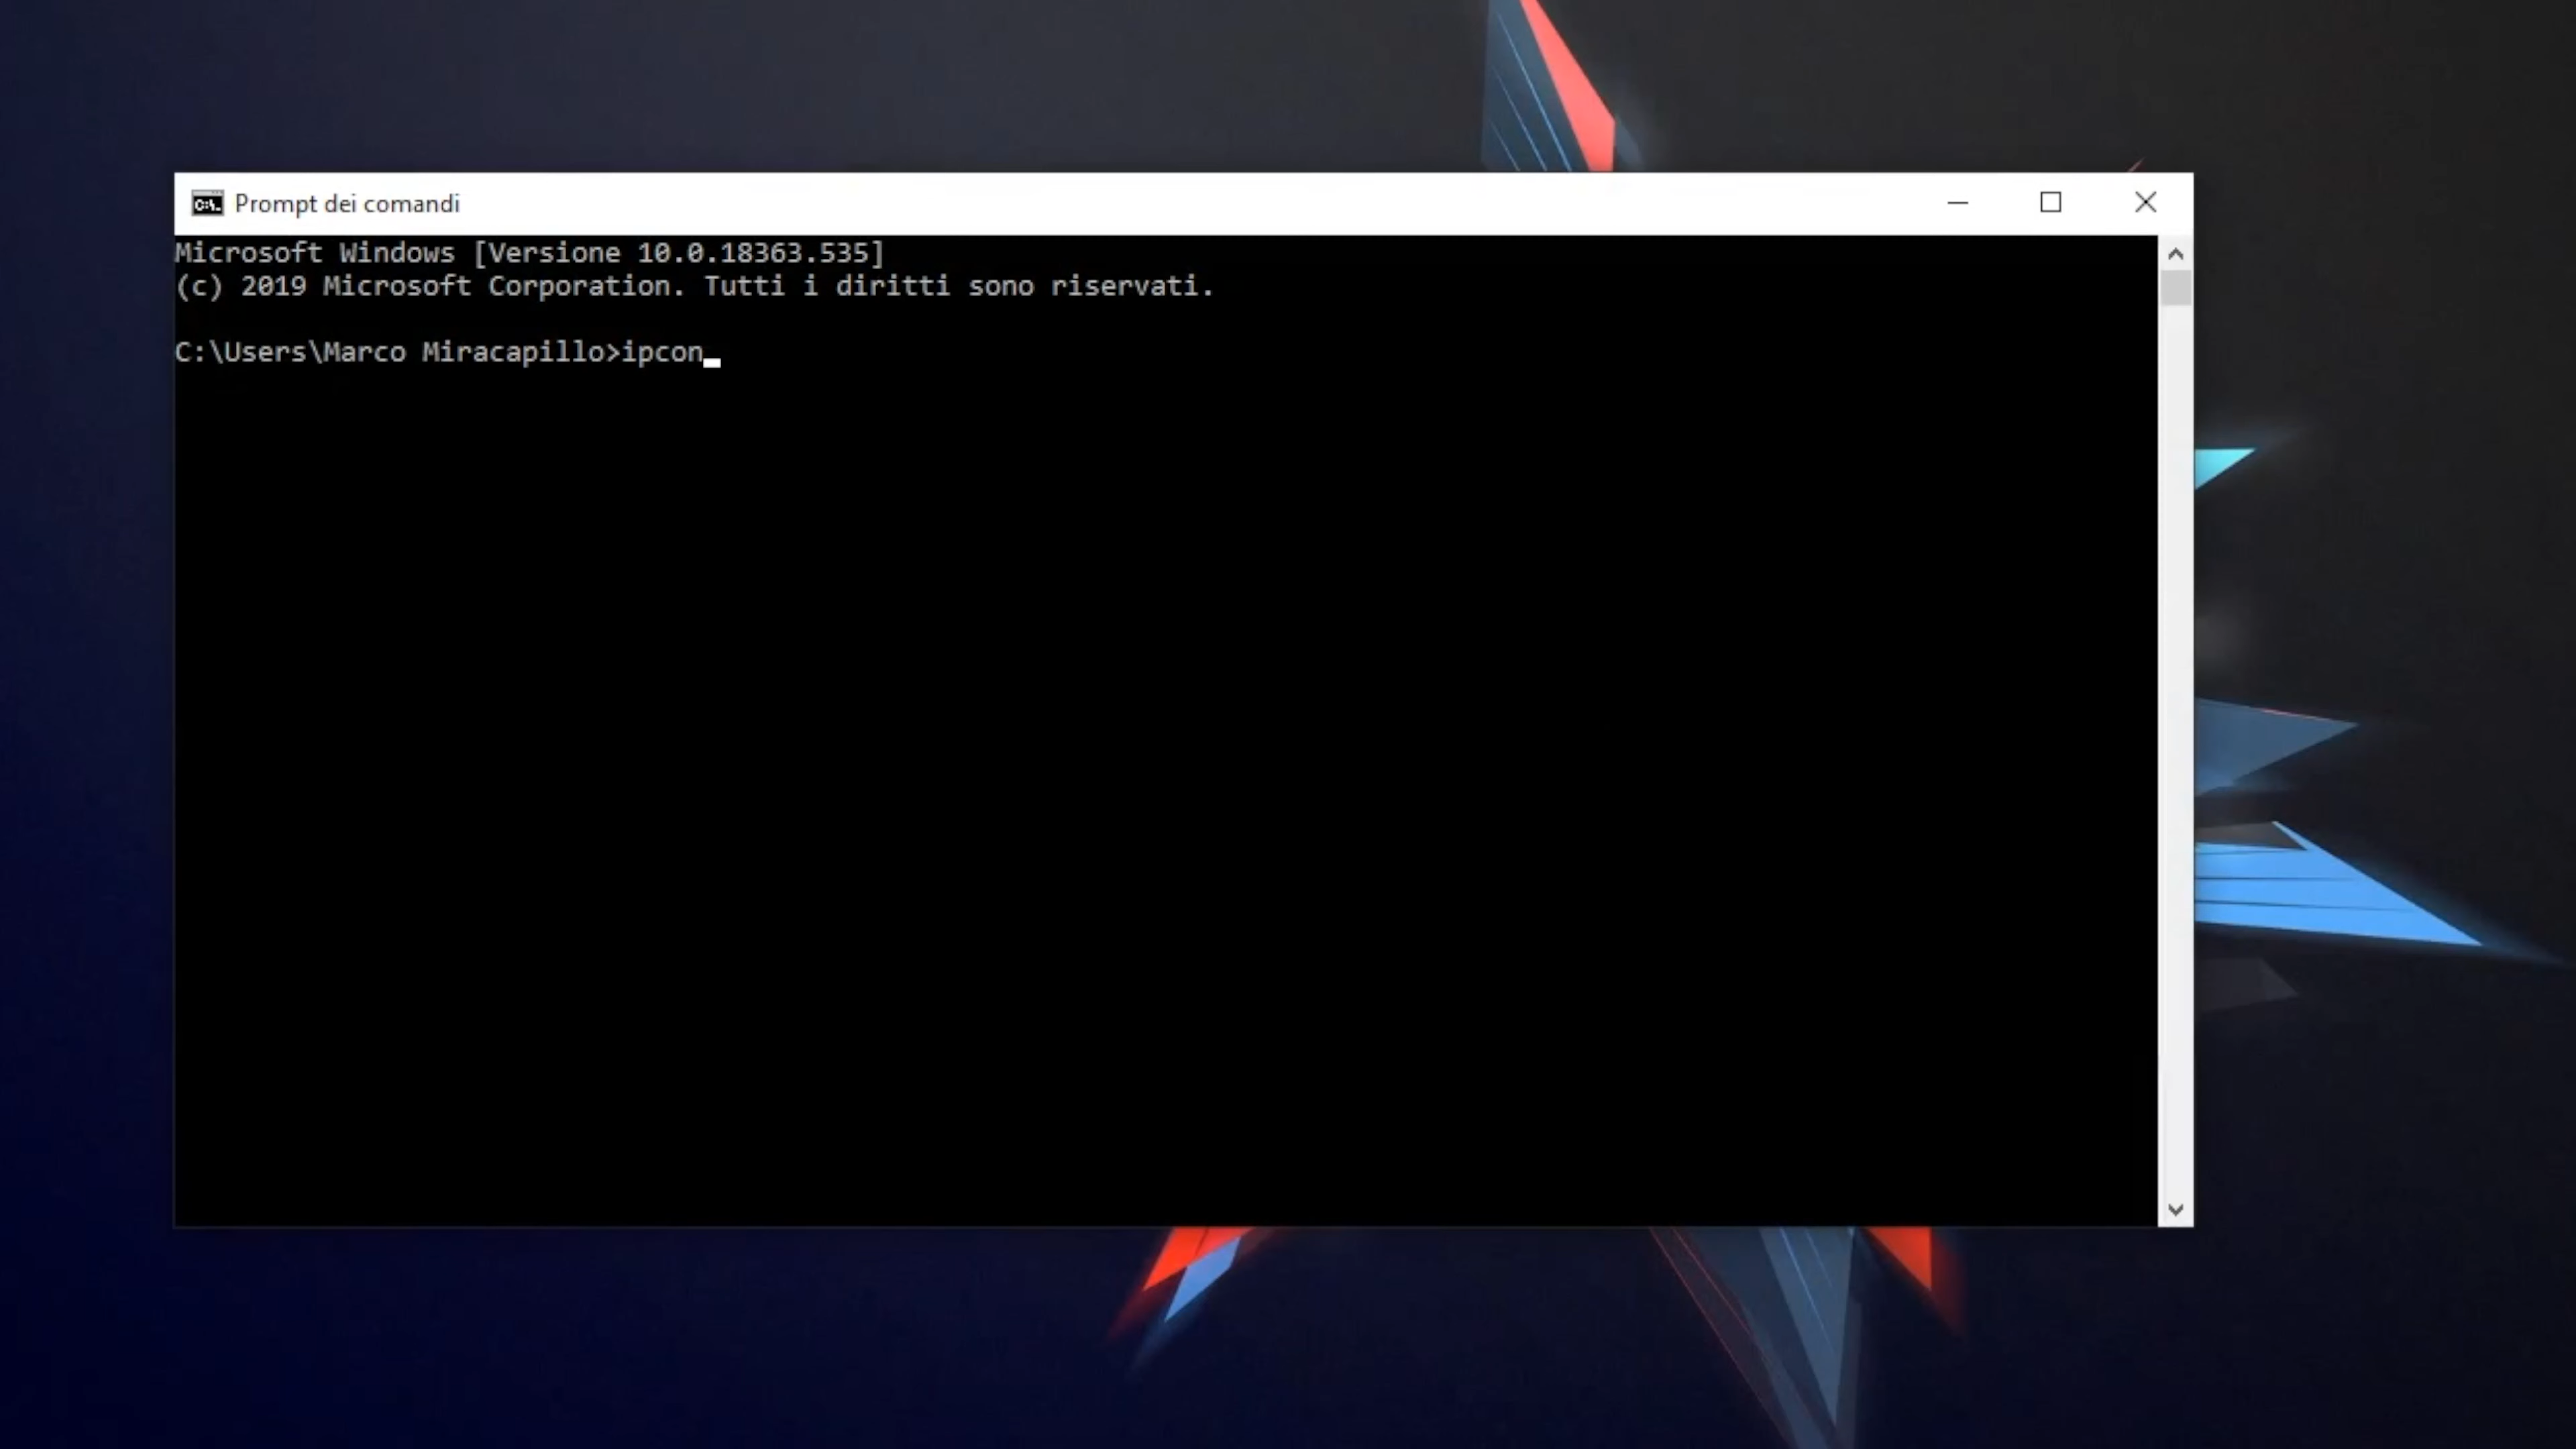 Prompt dei comandi
Microsoft Windows [Versione 10.0.18363.535]
(c) 2019 Microsoft Corporation. Tutti i diritti sono riservati.
C:\Users\Marco Miracapillo>ipcon